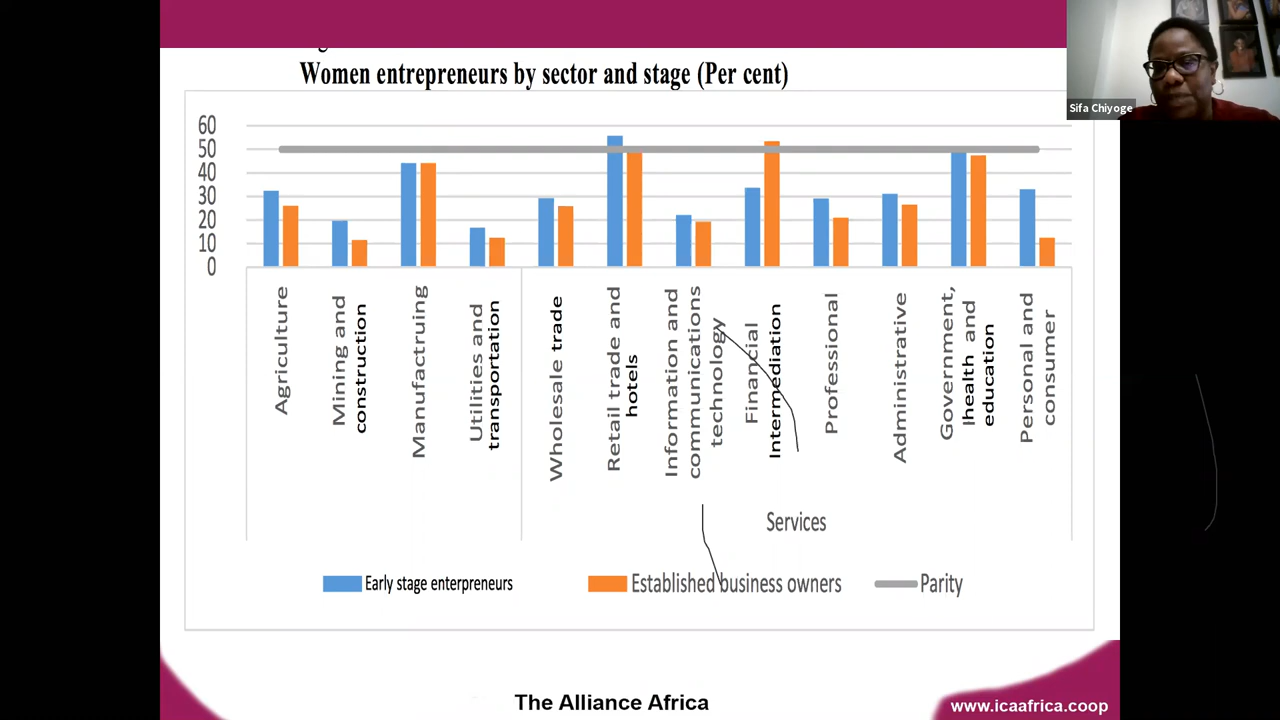 Women entrepreneurs by sector and stage (Per cent)
Sifa Chiyoge
60
50
40
30
20
10
0
Agriculture
Mining and
construction
Manufactruing
Utilities and
transportation
Wholesale trade
Retail trade and
hotels
Information and
communications
technology
Financial
Intermediation
Professional
Administrative
Government,
lhealth and
education
Personal and
consumer
Services
Early stage enterpreneurs
Established business owners
Parity
The Alliance Africa
www.icaafrica.coop